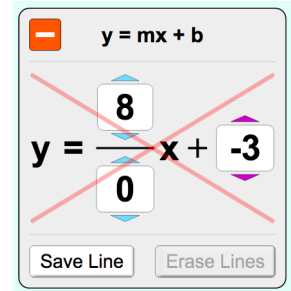 y = mx + b
8
y = x + -3
0
Save Line
Erase Lines